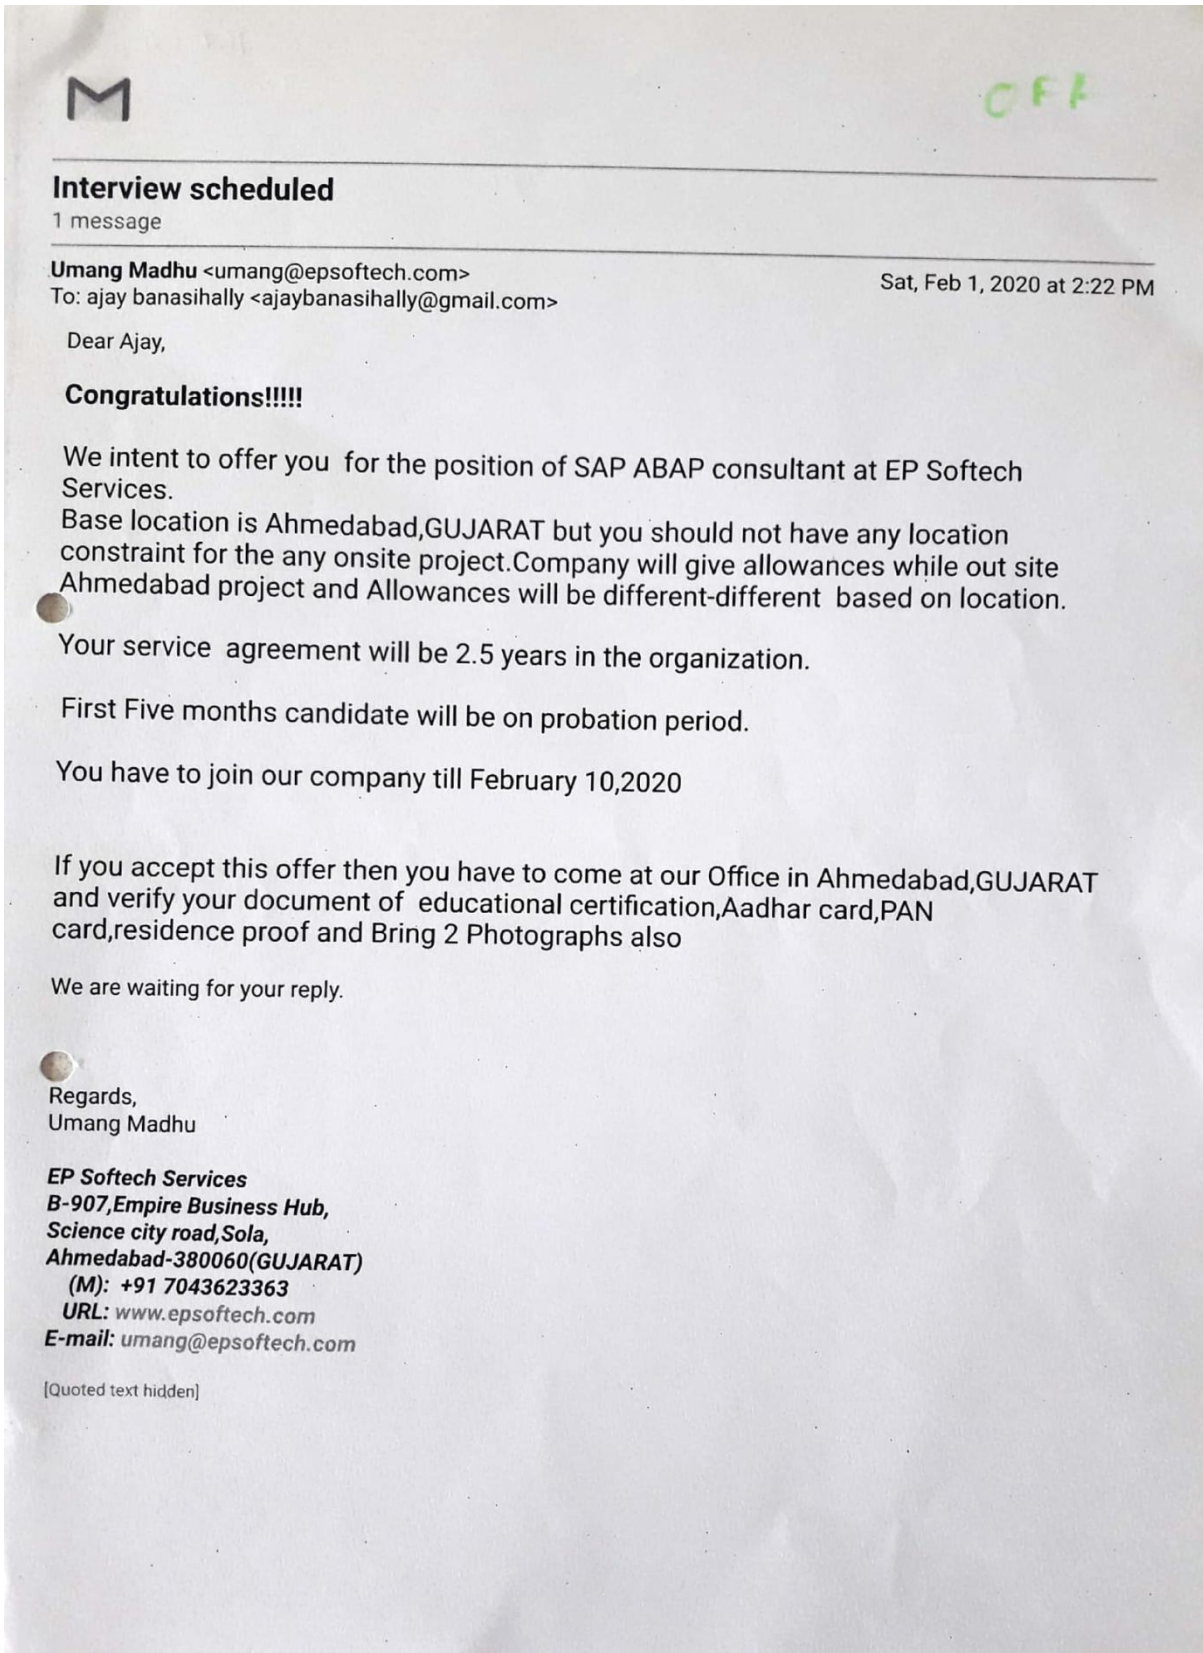 M
OFF
Interview scheduled
1 message
Umang Madhu <umang@epsoftech.com>
Sat, Feb 1, 2020 at 2:22 PM
To: ajay banasihally <ajaybanasihally@gmail.com>
Dear Ajay,
Congratulations!!!!!
We intent to offer you for the position of SAP ABAP consultant at EP Softech
Services.
Base location is Ahmedabad,GUJARAT but you should not have any location
constraint for the any onsite project.Company will give allowances while out site
Ahmedabad project and Allowances will be different-different based on location.
Your service agreement will be 2.5 years in the organization.
First Five months candidate will be on probation period.
You have to join our company till February 10,2020
If you accept this offer then you have to come at our Office in Ahmedabad,GUJARAT
and verify your document of educational certification,Aadhar card,PAN
card,residence proof and Bring 2 Photographs also
We are waiting for your reply.
Regards,
Umang Madhu
EP Softech Services
B-907,Empire Business Hub,
Science city road,Sola,
Ahmedabad-380060(GUJARAT)
(M): +91 7043623363
URL: www.epsoftech.com
E-mail: umang@epsoftech.com
[Quoted text hidden]